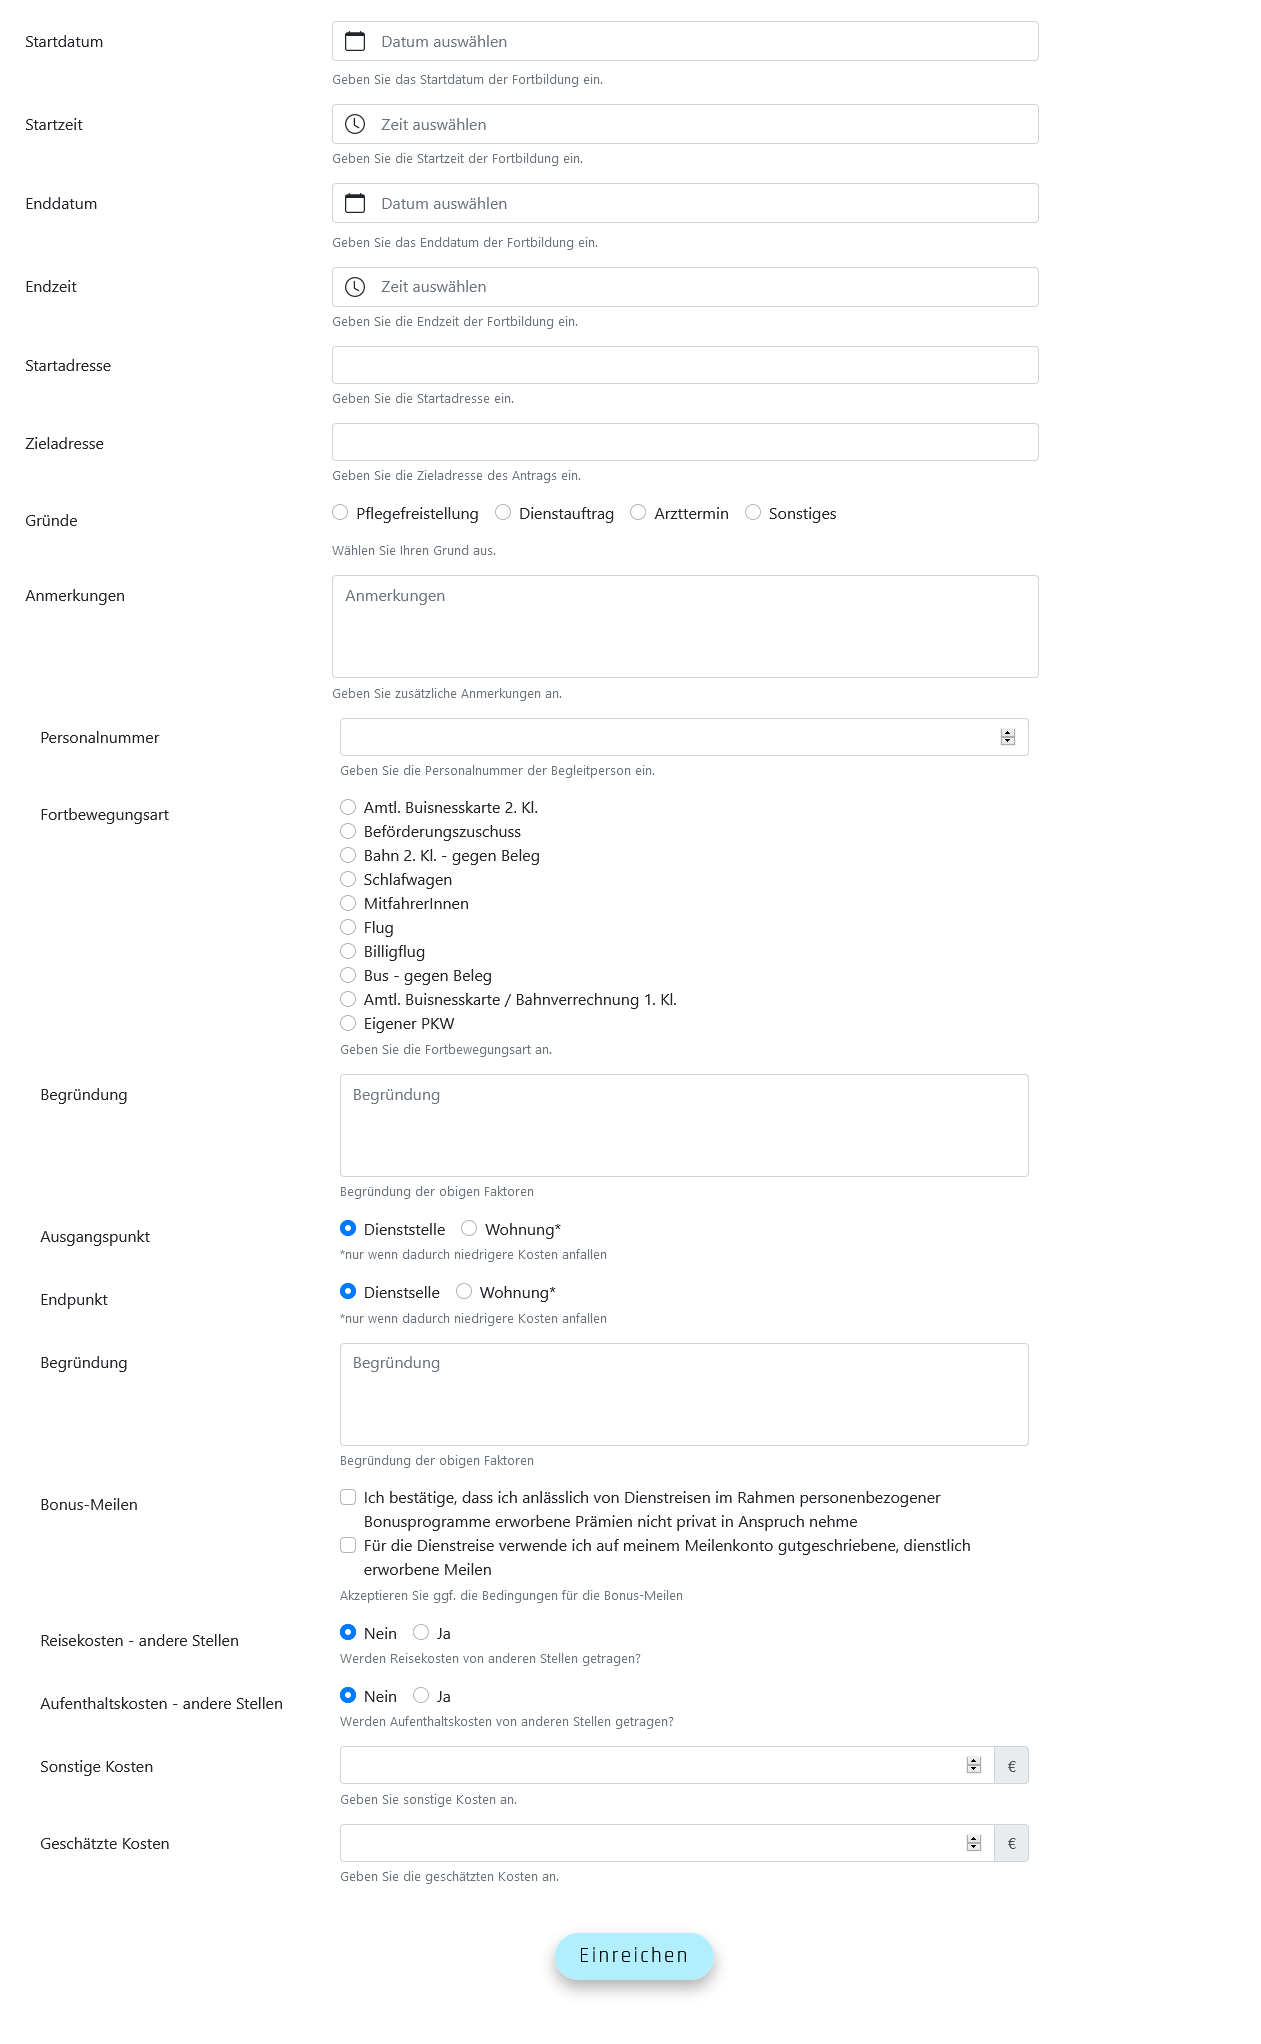 Startdatum
Datum auswählen
Geben Sie das Startdatum der Fortbildung ein.
Startzeit
Zeit auswählen
Geben Sie die Startzeit der Fortbildung ein.
Enddatum
Datum auswählen
Geben Sie das Enddatum der Fortbildung ein.
Endzeit
Zeit auswählen
Geben Sie die Endzeit der Fortbildung ein.
Startadresse
Geben Sie die Startadresse ein.
Zieladresse
Geben Sie die Zieladresse des Antrags ein.
Gründe
Pflegefreistellung Dienstauftrag Arzttermin Sonstiges
Wählen Sie Ihren Grund aus.
Anmerkungen
Anmerkungen
Geben Sie zusätzliche Anmerkungen an.
Personalnummer
Geben Sie die Personalnummer der Begleitperson ein.
Fortbewegungsart
Amtl. Buisnesskarte 2. Kl.
Beförderungszuschuss
Bahn 2. Kl. - gegen Beleg
Schlafwagen
MitfahrerInnen
Flug
Billigflug
Bus - gegen Beleg
Amtl. Buisnesskarte / Bahnverrechnung 1. Kl.
Eigener PKW
Geben Sie die Fortbewegungsart an.
Begründung
Begründung
Begründung der obigen Faktoren
Ausgangspunkt
Dienststelle Wohnung*
*nur wenn dadurch niedrigere Kosten anfallen
Endpunkt
Dienstselle Wohnung*
*nur wenn dadurch niedrigere Kosten anfallen
Begründung
Begründung
Begründung der obigen Faktoren
Bonus-Meilen
Ich bestätige, dass ich anlässlich von Dienstreisen im Rahmen personenbezogener
Bonusprogramme erworbene Prämien nicht privat in Anspruch nehme
Für die Dienstreise verwende ich auf meinem Meilenkonto gutgeschriebene, dienstlich
erworbene Meilen
Akzeptieren Sie ggf. die Bedingungen für die Bonus-Meilen
Reisekosten - andere Stellen
Nein Ja
Werden Reisekosten von anderen Stellen getragen?
Aufenthaltskosten - andere Stellen
Nein Ja
Werden Aufenthaltskosten von anderen Stellen getragen?
Sonstige Kosten
€
Geben Sie sonstige Kosten an.
Geschätzte Kosten
€
Geben Sie die geschätzten Kosten an.
Einreichen